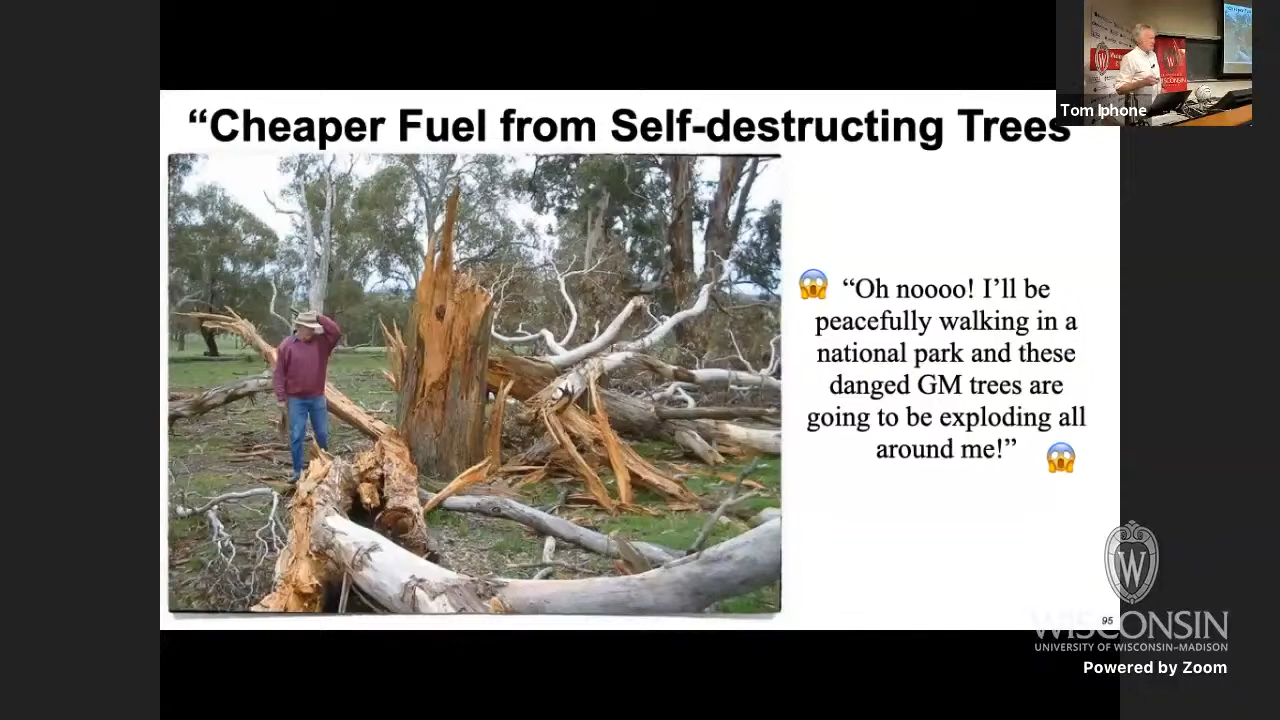 “Cheaper Fuel from Self-destructing Trees
Tom Iphone
“Oh noooo! I’ll be
peacefully walking in a
national park and these
danged GM trees are
going to be exploding all
around me!”
95
W
WISCONSIN
UNIVERSITY OF WISCONSIN–MADISON
Powered by Zoom